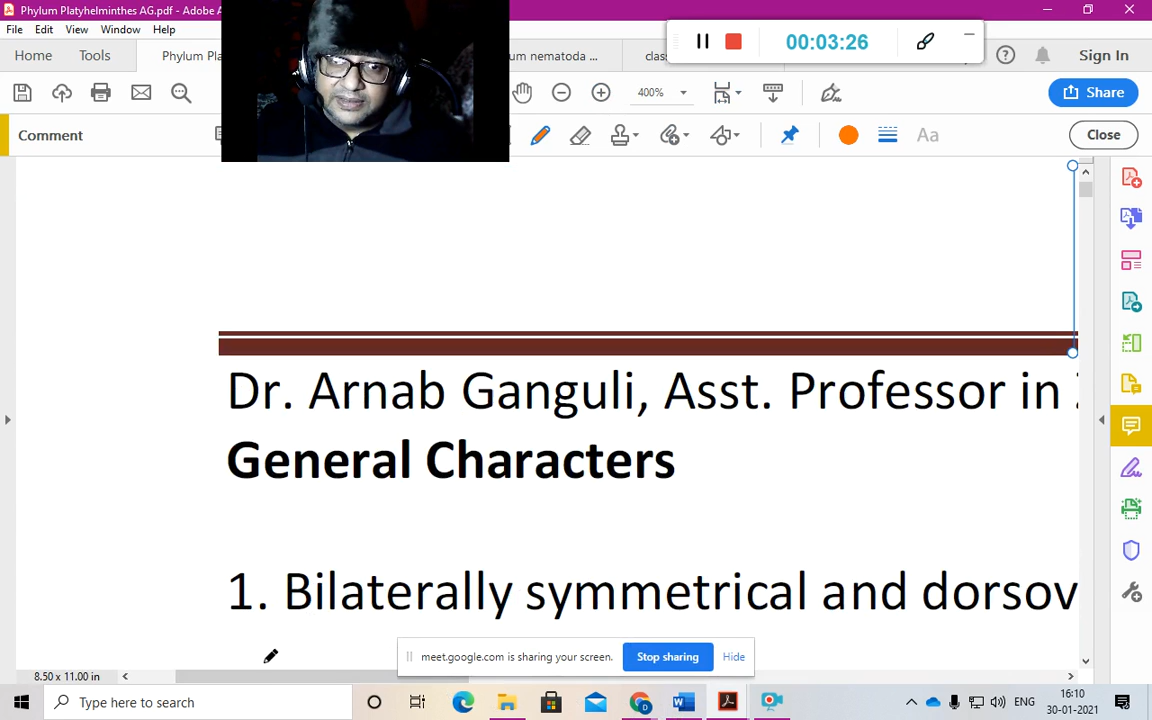 Phylum Platyhelminthes AG.pdf - Adobe A
00:03:26
File Edit View Window Help
Home Tools Phylum Pla um nematoda ... clas Sign In
400% Share
Comment Aa Close
Dr. Arnab Ganguli, Asst. Professor in
General Characters
1. Bilaterally symmetrical and dorsov
meet.google.com is sharing your screen. Stop sharing Hide
8.50 x 11.00 in
Type here to search
ENG
16:10
30-01-2021